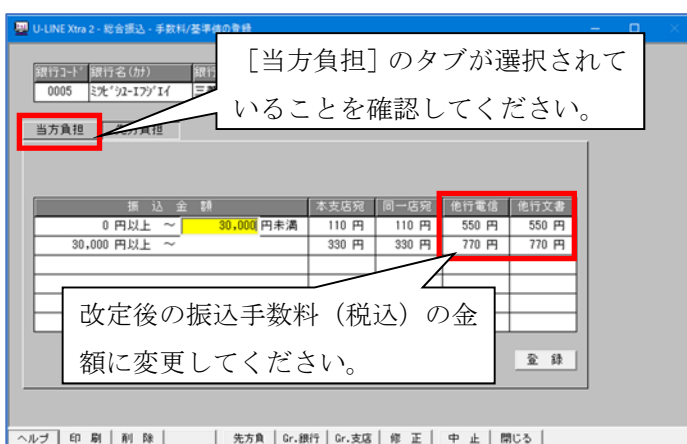 U-LINE Xtra 2 - 総合振込 - 手数料/基準値の登録
［当方負担］のタブが選択されて
いることを確認してください。
銀行ｺｰﾄﾞ 銀行名(ｶﾅ)
0005 ﾐﾂﾋﾞｼﾕｰｴﾌｼﾞｴｲ
当方負担
振 込 金 額 本支店宛 同一店宛 他行電信 他行文書
0 円以上 ～ 30,000 円未満 110 円 110 円 550 円 550 円
30,000 円以上 ～ 330 円 330 円 770 円 770 円
改定後の振込手数料（税込）の金
額に変更してください。
登 録
ヘルプ 印 刷 削 除 先方負 Gr.銀行 Gr.支店 修 正 中 止 閉じる